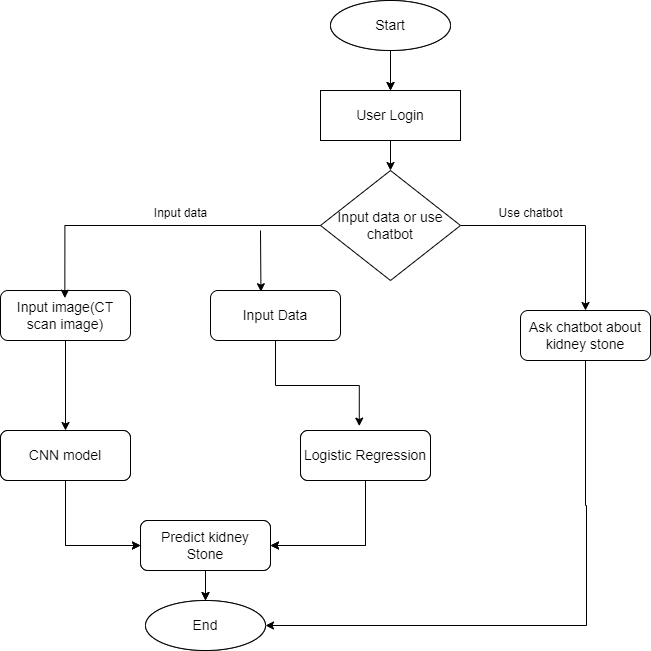 Start
User Login
Input data or use
chatbot
Input data
Use chatbot
Input image(CT
scan image)
Input Data
Ask chatbot about
kidney stone
CNN model
Logistic Regression
Predict kidney
Stone
End